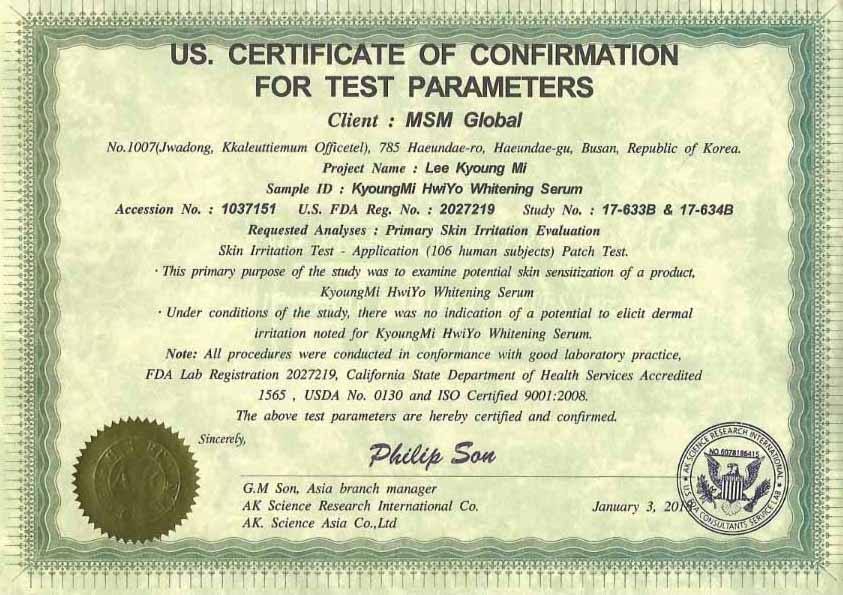 US. CERTIFICATE OF CONFIRMATION
FOR TEST PARAMETERS
Client : MSM Global
No.1007(Jwadong, Kkaleuttiemum Officetel), 785 Haeundae-ro, Haeundae-gu, Busan, Republic of Korea.
Project Name : Lee Kyoung Mi
Sample ID : KyoungMi HwiYo Whitening Serum
Accession No. : 1037151 U.S. FDA Reg. No. : 2027219 Study No. : 17-633B & 17-634B
Requested Analyses : Primary Skin Irritation Evaluation
Skin Irritation Test - Application (106 human subjects) Patch Test.
· This primary purpose of the study was to examine potential skin sensitization of a product,
KyoungMi HwiYo Whitening Serum
· Under conditions of the study, there was no indication of a potential to elicit dermal
irritation noted for KyoungMi HwiYo Whitening Serum.
Note: All procedures were conducted in conformance with good laboratory practice,
FDA Lab Registration 2027219, California State Department of Health Services Accredited
1565 , USDA No. 0130 and ISO Certified 9001:2008.
The above test parameters are hereby certified and confirmed.
Sincerely,
Philip Son
G.M Son, Asia branch manager
AK Science Research International Co.
January 3,
AK. Science Asia Co.,Ltd
AK SCIENCE RESEARCH INTERNATIONAL
NO 6078186415
U.S FDA CONSULTANTS SERVICE LAB